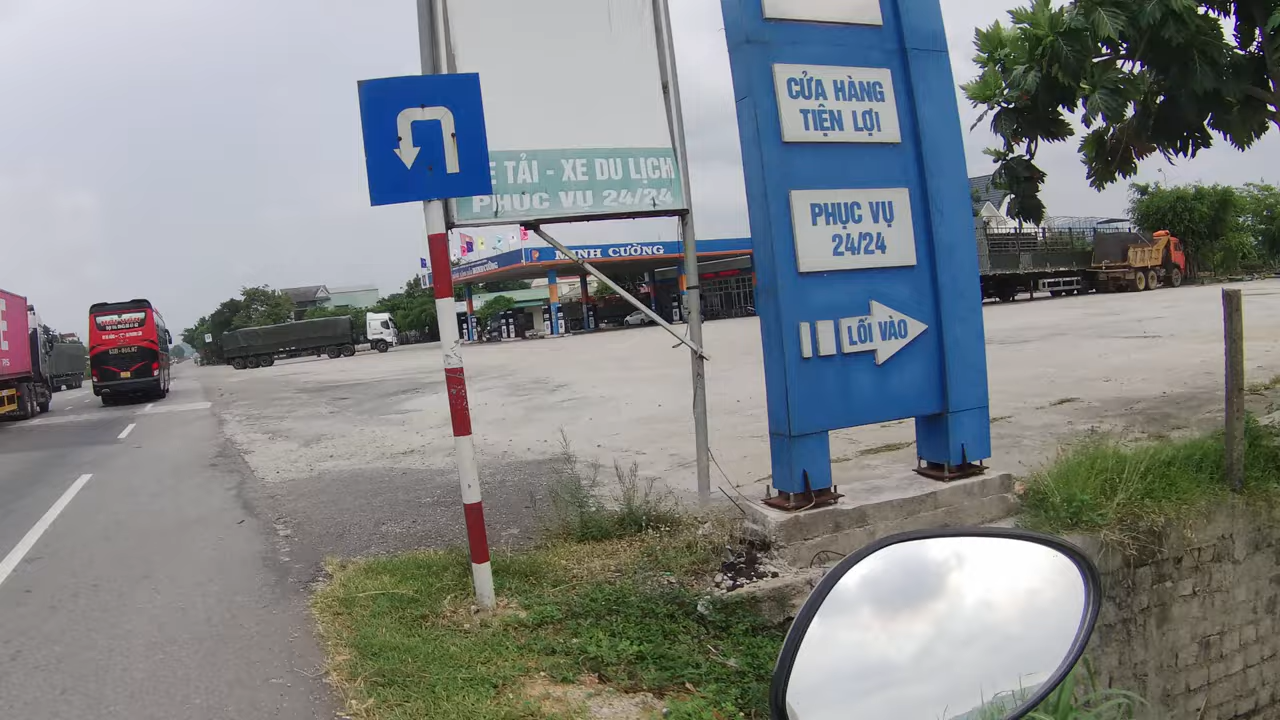 CỬA HÀNG
TIỆN LỢI
TẢI - XE DU LỊCH
PHỤC VỤ 24/24
MINH CƯỜNG
PHỤC VỤ
24/24
LỐI VÀO